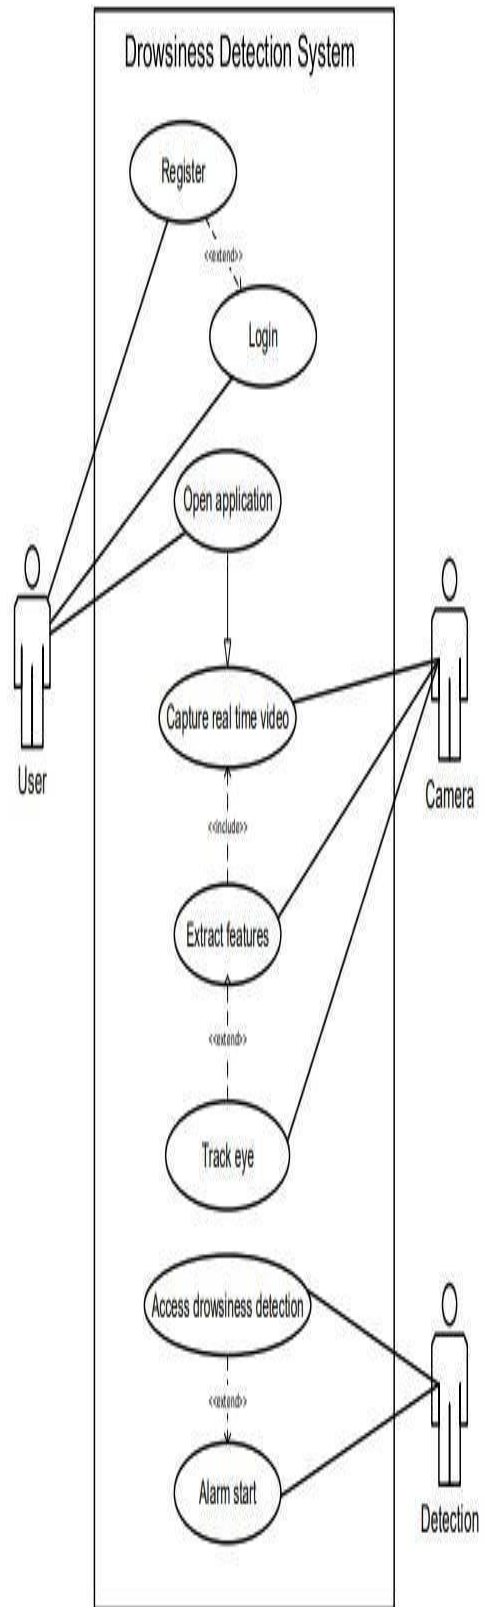 Drowsiness Detection System
Register
<<extend>>
Login
Open application
Capture real time video
User
Camera
<<include>>
Extract features
<<extend>>
Track eye
Access drowsiness detection
<<extend>>
Alarm start
Detection